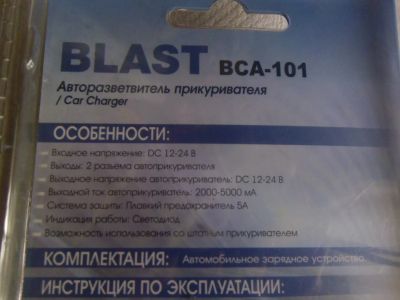 BLAST BCA-101
Авторазветвитель прикуривателя
/ Car Charger
ОСОБЕННОСТИ:
Входное напряжение: DC 12-24 В
Выходы: 2 разъема автоприкуривателя
Выходное напряжение автоприкуриватель: DC 12-24 В
Выходной ток автоприкуриватель: 2000-5000 мА
Система защиты: Плавкий предохранитель 5А
Индикация работы: Светодиод
Возможность использования со штатным прикуривателем
КОМПЛЕКТАЦИЯ: Автомобильное зарядное устройство.
ИНСТРУКЦИЯ ПО ЭКСПЛУАТАЦИИ: